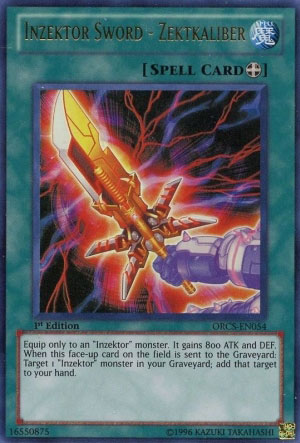 INZEKTOR SWORD - ZEKTKALIBER
SPELL
魔
[SPELL CARD]
1st Edition
ORCS-EN054
Equip only to an "Inzektor" monster. It gains 800 ATK and DEF.
When this face-up card on the field is sent to the Graveyard:
Target 1 "Inzektor" monster in your Graveyard; add that target
to your hand.
16550875
©1996 KAZUKI TAKAHASHI